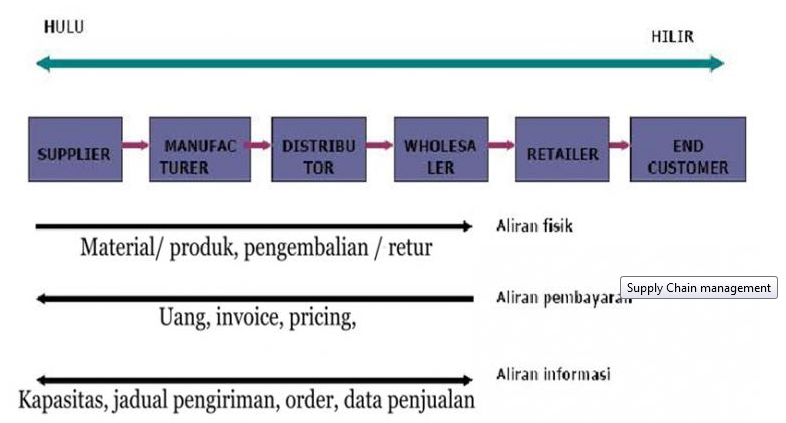 HULU
HILIR
SUPPLIER
MANUFAC
TURER
DISTRIBU
TOR
WHOLESA
LER
RETAILER
END
CUSTOMER
Aliran fisik
Material/ produk, pengembalian / retur
Supply Chain management
Aliran pembayaran
Uang, invoice, pricing,
Aliran informasi
Kapasitas, jadual pengiriman, order, data penjualan